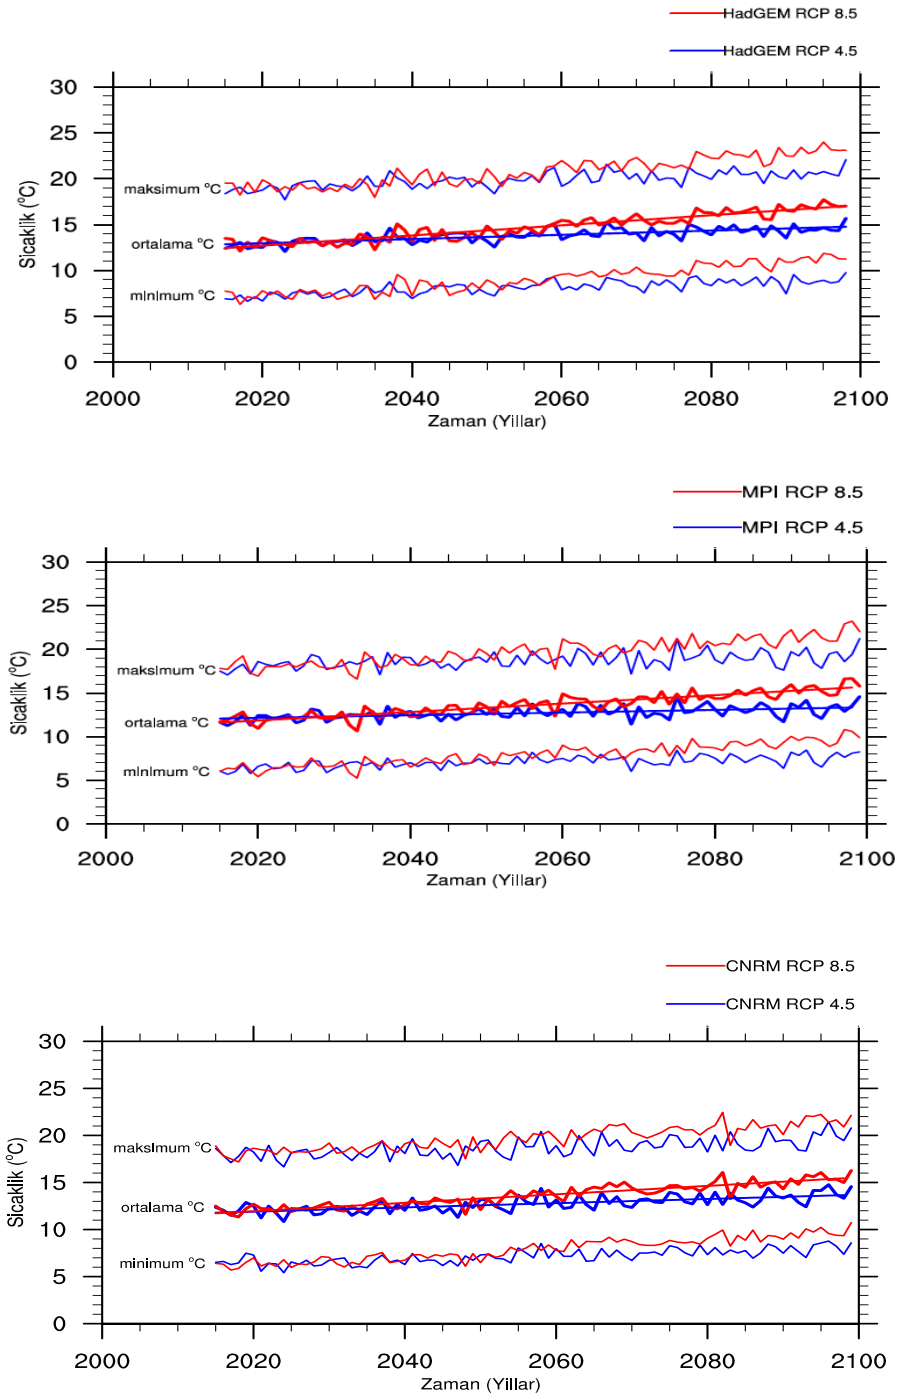 HadGEM RCP 8.5
HadGEM RCP 4.5
30
25
20
15
10
5
0
Sicaklik (°C)
maksimum °C
ortalama °C
minimum °C
2000 2020 2040 2060 2080 2100
Zaman (Yillar)
MPI RCP 8.5
MPI RCP 4.5
30
25
20
15
10
5
0
Sicaklik (°C)
maksimum °C
ortalama °C
minimum °C
2000 2020 2040 2060 2080 2100
Zaman (Yillar)
CNRM RCP 8.5
CNRM RCP 4.5
30
25
20
15
10
5
0
Sicaklik (°C)
maksimum °C
ortalama °C
minimum °C
2000 2020 2040 2060 2080 2100
Zaman (Yillar)